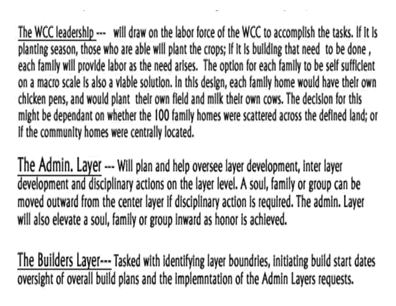 The WCC leadership --- will draw on the labor force of the WCC to accomplish the tasks. If it is
planting season, those who are able will plant the crops; if it is building that need to be done ,
each family will provide labor as the need arises. The option for each family to be self sufficient
on a macro scale is also a viable solution. In this design, each family home would have their own
chicken pens, and would plant their own field and milk their own cows. The decision for this
might be dependant on whether the 100 family homes were scattered across the defined land; or
if the community homes were centrally located.
The Admin. Layer --- Will plan and help oversee layer development, inter layer
development and disciplinary actions on the layer level. A soul, family or group can be
moved outward from the center layer if disciplinary action is required. The admin. Layer
will also elevate a soul, family or group inward as honor is achieved.
The Builders Layer--- Tasked with identifying layer boundries, initiating build start dates
oversight of overall build plans and the implemntation of the Admin Layers requests.